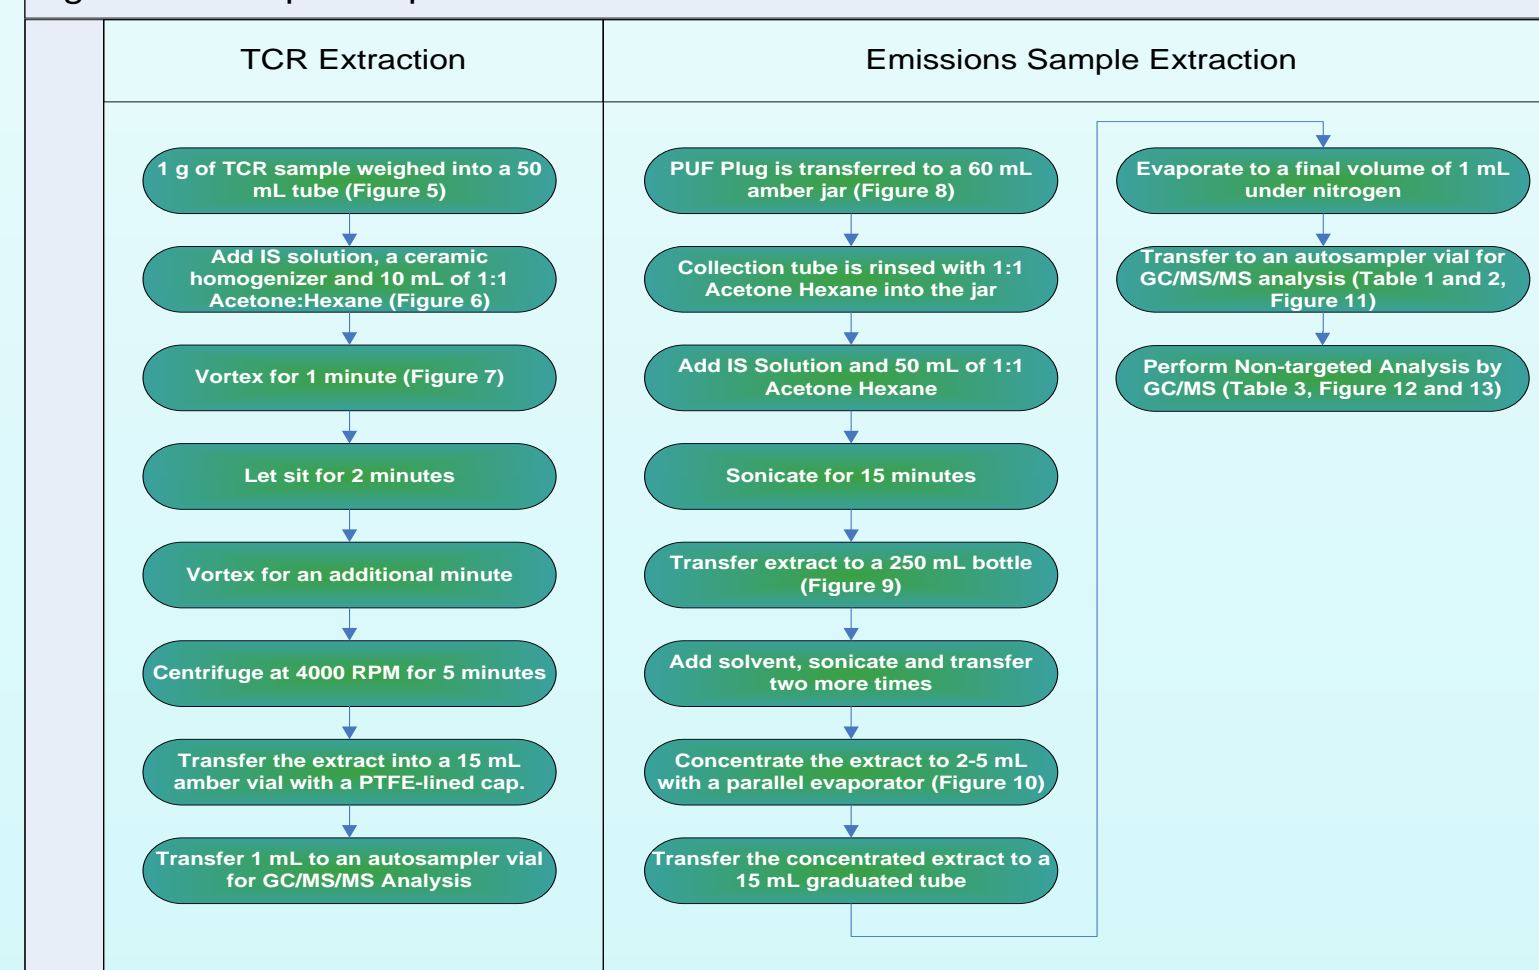 TCR Extraction
Emissions Sample Extraction
1 g of TCR sample weighed into a 50
mL tube (Figure 5)
Add IS solution, a ceramic
homogenizer and 10 mL of 1:1
Acetone:Hexane (Figure 6)
Vortex for 1 minute (Figure 7)
Let sit for 2 minutes
Vortex for an additional minute
Centrifuge at 4000 RPM for 5 minutes
Transfer the extract into a 15 mL
amber vial with a PTFE-lined cap.
Transfer 1 mL to an autosampler vial
for GC/MS/MS Analysis
PUF Plug is transferred to a 60 mL
amber jar (Figure 8)
Collection tube is rinsed with 1:1
Acetone Hexane into the jar
Add IS Solution and 50 mL of 1:1
Acetone Hexane
Sonicate for 15 minutes
Transfer extract to a 250 mL bottle
(Figure 9)
Add solvent, sonicate and transfer
two more times
Concentrate the extract to 2-5 mL
with a parallel evaporator (Figure 10)
Transfer the concentrated extract to a
15 mL graduated tube
Evaporate to a final volume of 1 mL
under nitrogen
Transfer to an autosampler vial for
GC/MS/MS analysis (Table 1 and 2,
Figure 11)
Perform Non-targeted Analysis by
GC/MS (Table 3, Figure 12 and 13)